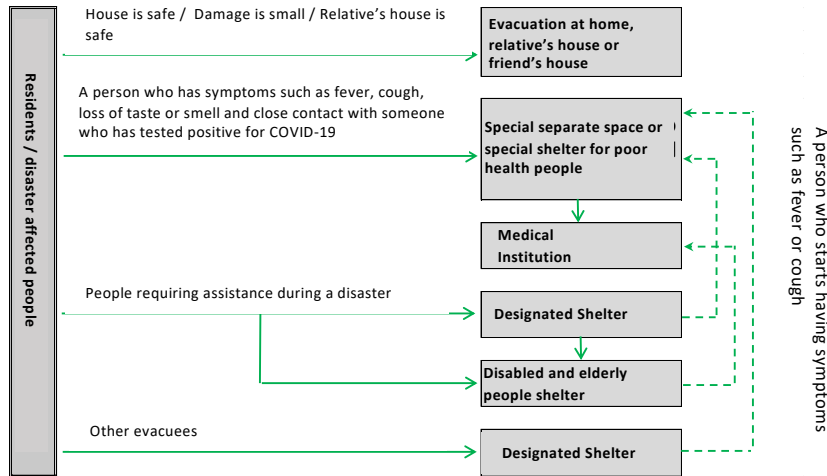 Residents / disaster affected people
House is safe / Damage is small / Relative's house is
safe
Evacuation at home,
relative's house or
friend's house
A person who has symptoms such as fever, cough,
loss of taste or smell and close contact with someone
who has tested positive for COVID-19
Special separate space or
special shelter for poor
health people
Medical
Institution
People requiring assistance during a disaster
Designated Shelter
Disabled and elderly
people shelter
Other evacuees
Designated Shelter
A person who starts having symptoms
such as fever or cough